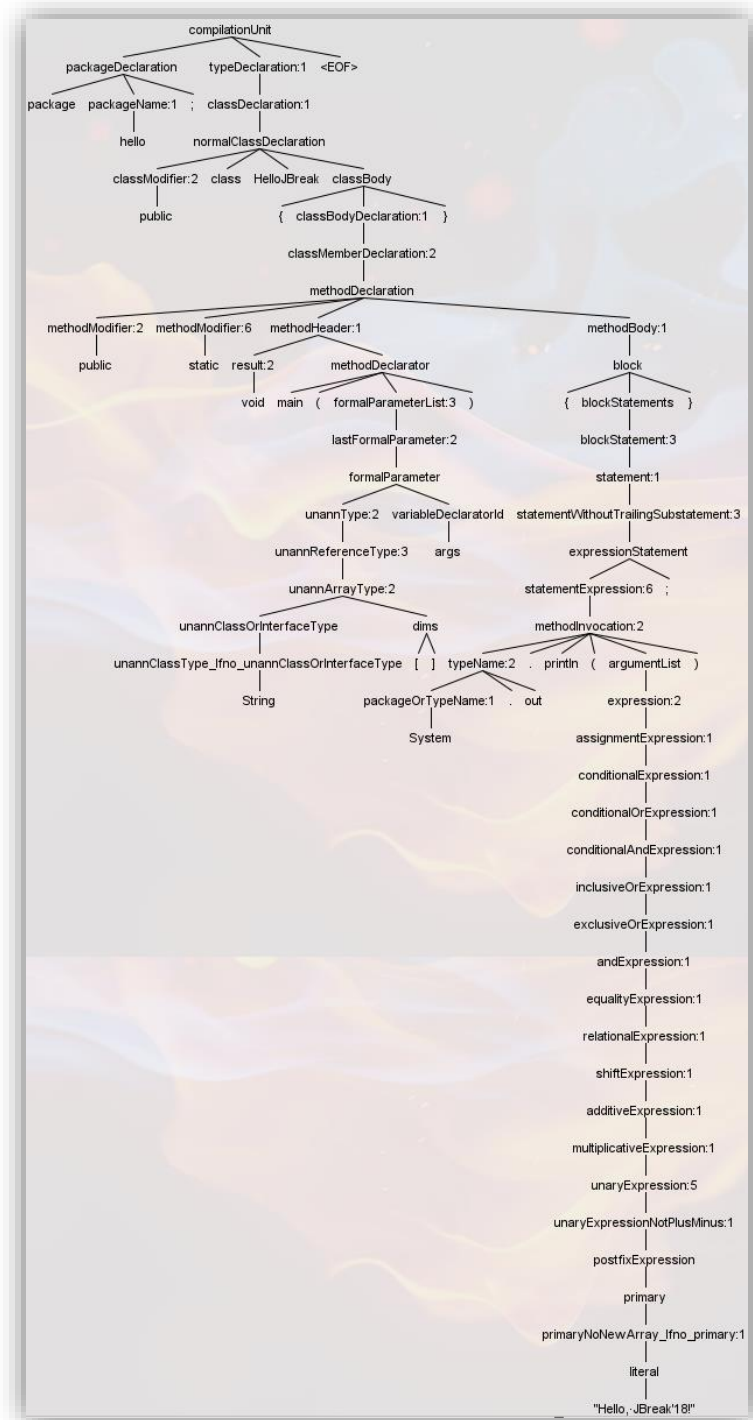 compilationUnit
packageDeclaration typeDeclaration:1 <EOF>
package packageName:1 ; classDeclaration:1
hello normalClassDeclaration
classModifier:2 class HelloJBreak classBody
public { classBodyDeclaration:1 }
classMemberDeclaration:2
methodDeclaration
methodModifier:2 methodModifier:6 methodHeader:1 methodBody:1
public static result:2 methodDeclarator block
void main ( formalParameterList:3 ) { blockStatements }
lastFormalParameter:2 blockStatement:3
formalParameter statement:1
unannType:2 variableDeclaratorId statementWithoutTrailingSubstatement:3
unannReferenceType:3 args expressionStatement
unannArrayType:2 statementExpression:6 ;
unannClassOrInterfaceType dims methodInvocation:2
unannClassType_lfno_unannClassOrInterfaceType [ ] typeName:2 . println ( argumentList )
String packageOrTypeName:1 . out expression:2
System assignmentExpression:1
conditionalExpression:1
conditionalOrExpression:1
conditionalAndExpression:1
inclusiveOrExpression:1
exclusiveOrExpression:1
andExpression:1
equalityExpression:1
relationalExpression:1
shiftExpression:1
additiveExpression:1
multiplicativeExpression:1
unaryExpression:5
unaryExpressionNotPlusMinus:1
postfixExpression
primary
primaryNoNewArray_lfno_primary:1
literal
"Hello,·JBreak'18!"